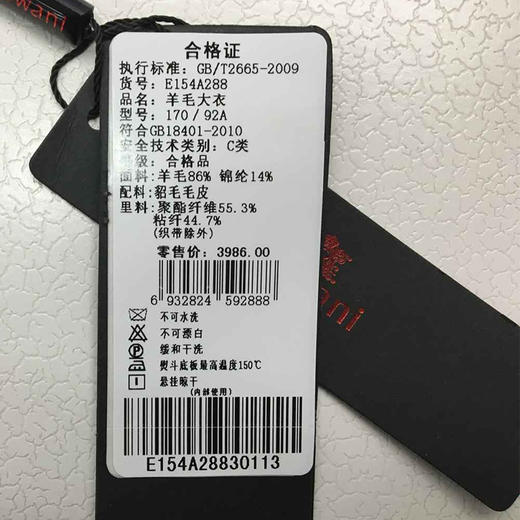 wani
合格证
执行标准: GB/T2665-2009
货号: E154A288
品名: 羊毛大衣
型号: 170/92A
符合GB18401-2010
安全技术类别: C类
等级: 合格品
面料: 羊毛86% 锦纶14%
配料: 貂毛毛皮
里料: 聚酯纤维55.3%
粘纤44.7%
(织带除外)
零售价: 3986.00
6 932824 592888
不可水洗
不可漂白
缓和干洗
熨斗底板最高温度150℃
悬挂晾干
(内部使用)
E154A28830113
ani